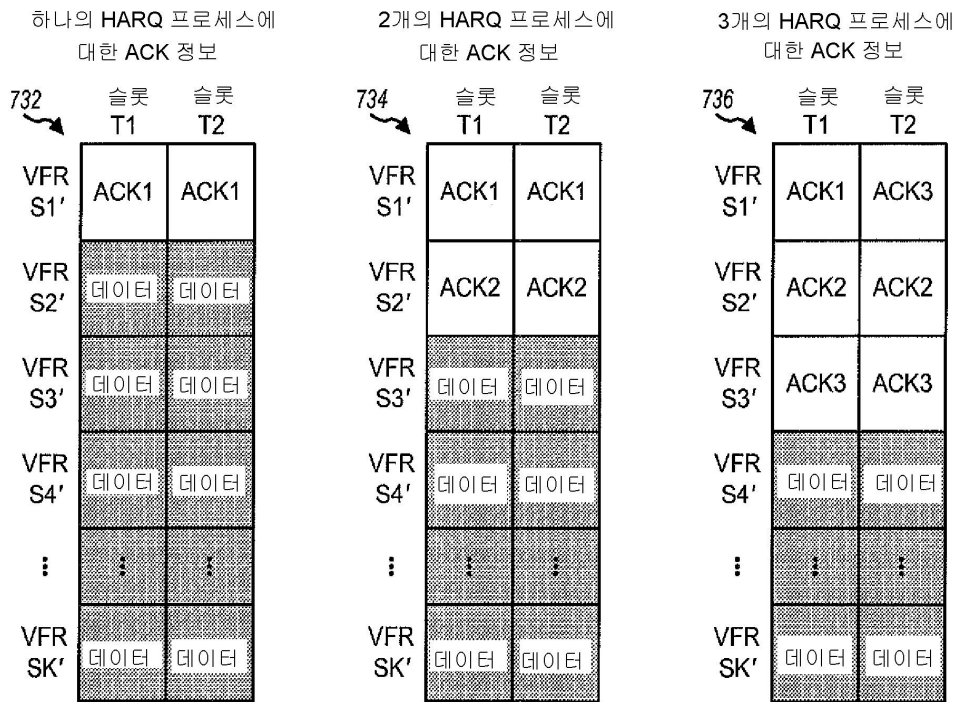 하나의 HARQ 프로세스에
대한 ACK 정보
732
슬롯 슬롯
T1 T2
VFR S1′ ACK1 ACK1
VFR S2′ 데이터 데이터
VFR S3′ 데이터 데이터
VFR S4′ 데이터 데이터
⋮ ⋮ ⋮
VFR SK′ 데이터 데이터
2개의 HARQ 프로세스에
대한 ACK 정보
734
슬롯 슬롯
T1 T2
VFR S1′ ACK1 ACK1
VFR S2′ ACK2 ACK2
VFR S3′ 데이터 데이터
VFR S4′ 데이터 데이터
⋮ ⋮ ⋮
VFR SK′ 데이터 데이터
3개의 HARQ 프로세스에
대한 ACK 정보
736
슬롯 슬롯
T1 T2
VFR S1′ ACK1 ACK3
VFR S2′ ACK2 ACK2
VFR S3′ ACK3 ACK3
VFR S4′ 데이터 데이터
⋮ ⋮ ⋮
VFR SK′ 데이터 데이터